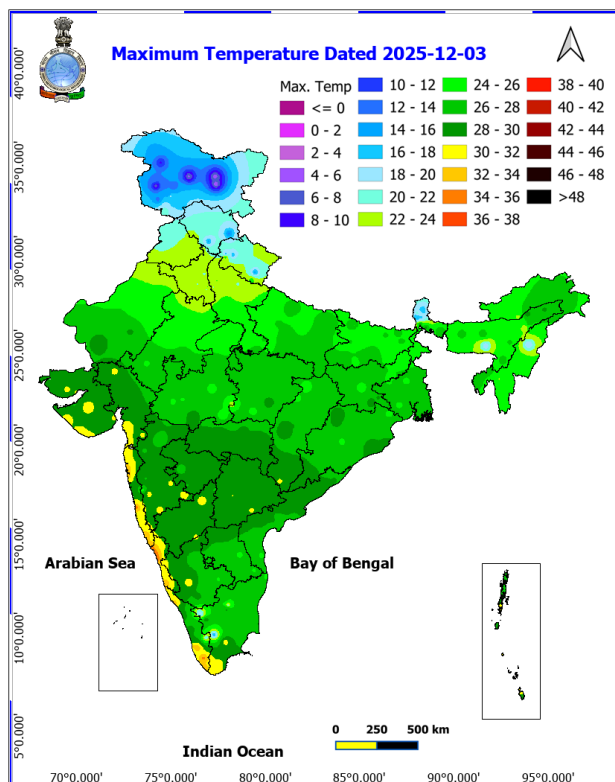 Maximum Temperature Dated 2025-12-03
Max. Temp
<= 0
0 - 2
2 - 4
4 - 6
6 - 8
8 - 10
10 - 12
12 - 14
14 - 16
16 - 18
18 - 20
20 - 22
22 - 24
24 - 26
26 - 28
28 - 30
30 - 32
32 - 34
34 - 36
36 - 38
38 - 40
40 - 42
42 - 44
44 - 46
46 - 48
>48
40°0.000'
35°0.000'
30°0.000'
25°0.000'
20°0.000'
15°0.000'
10°0.000'
5°0.000'
Arabian Sea
Bay of Bengal
Indian Ocean
0 250 500 km
70°0.000' 75°0.000' 80°0.000' 85°0.000' 90°0.000' 95°0.000'